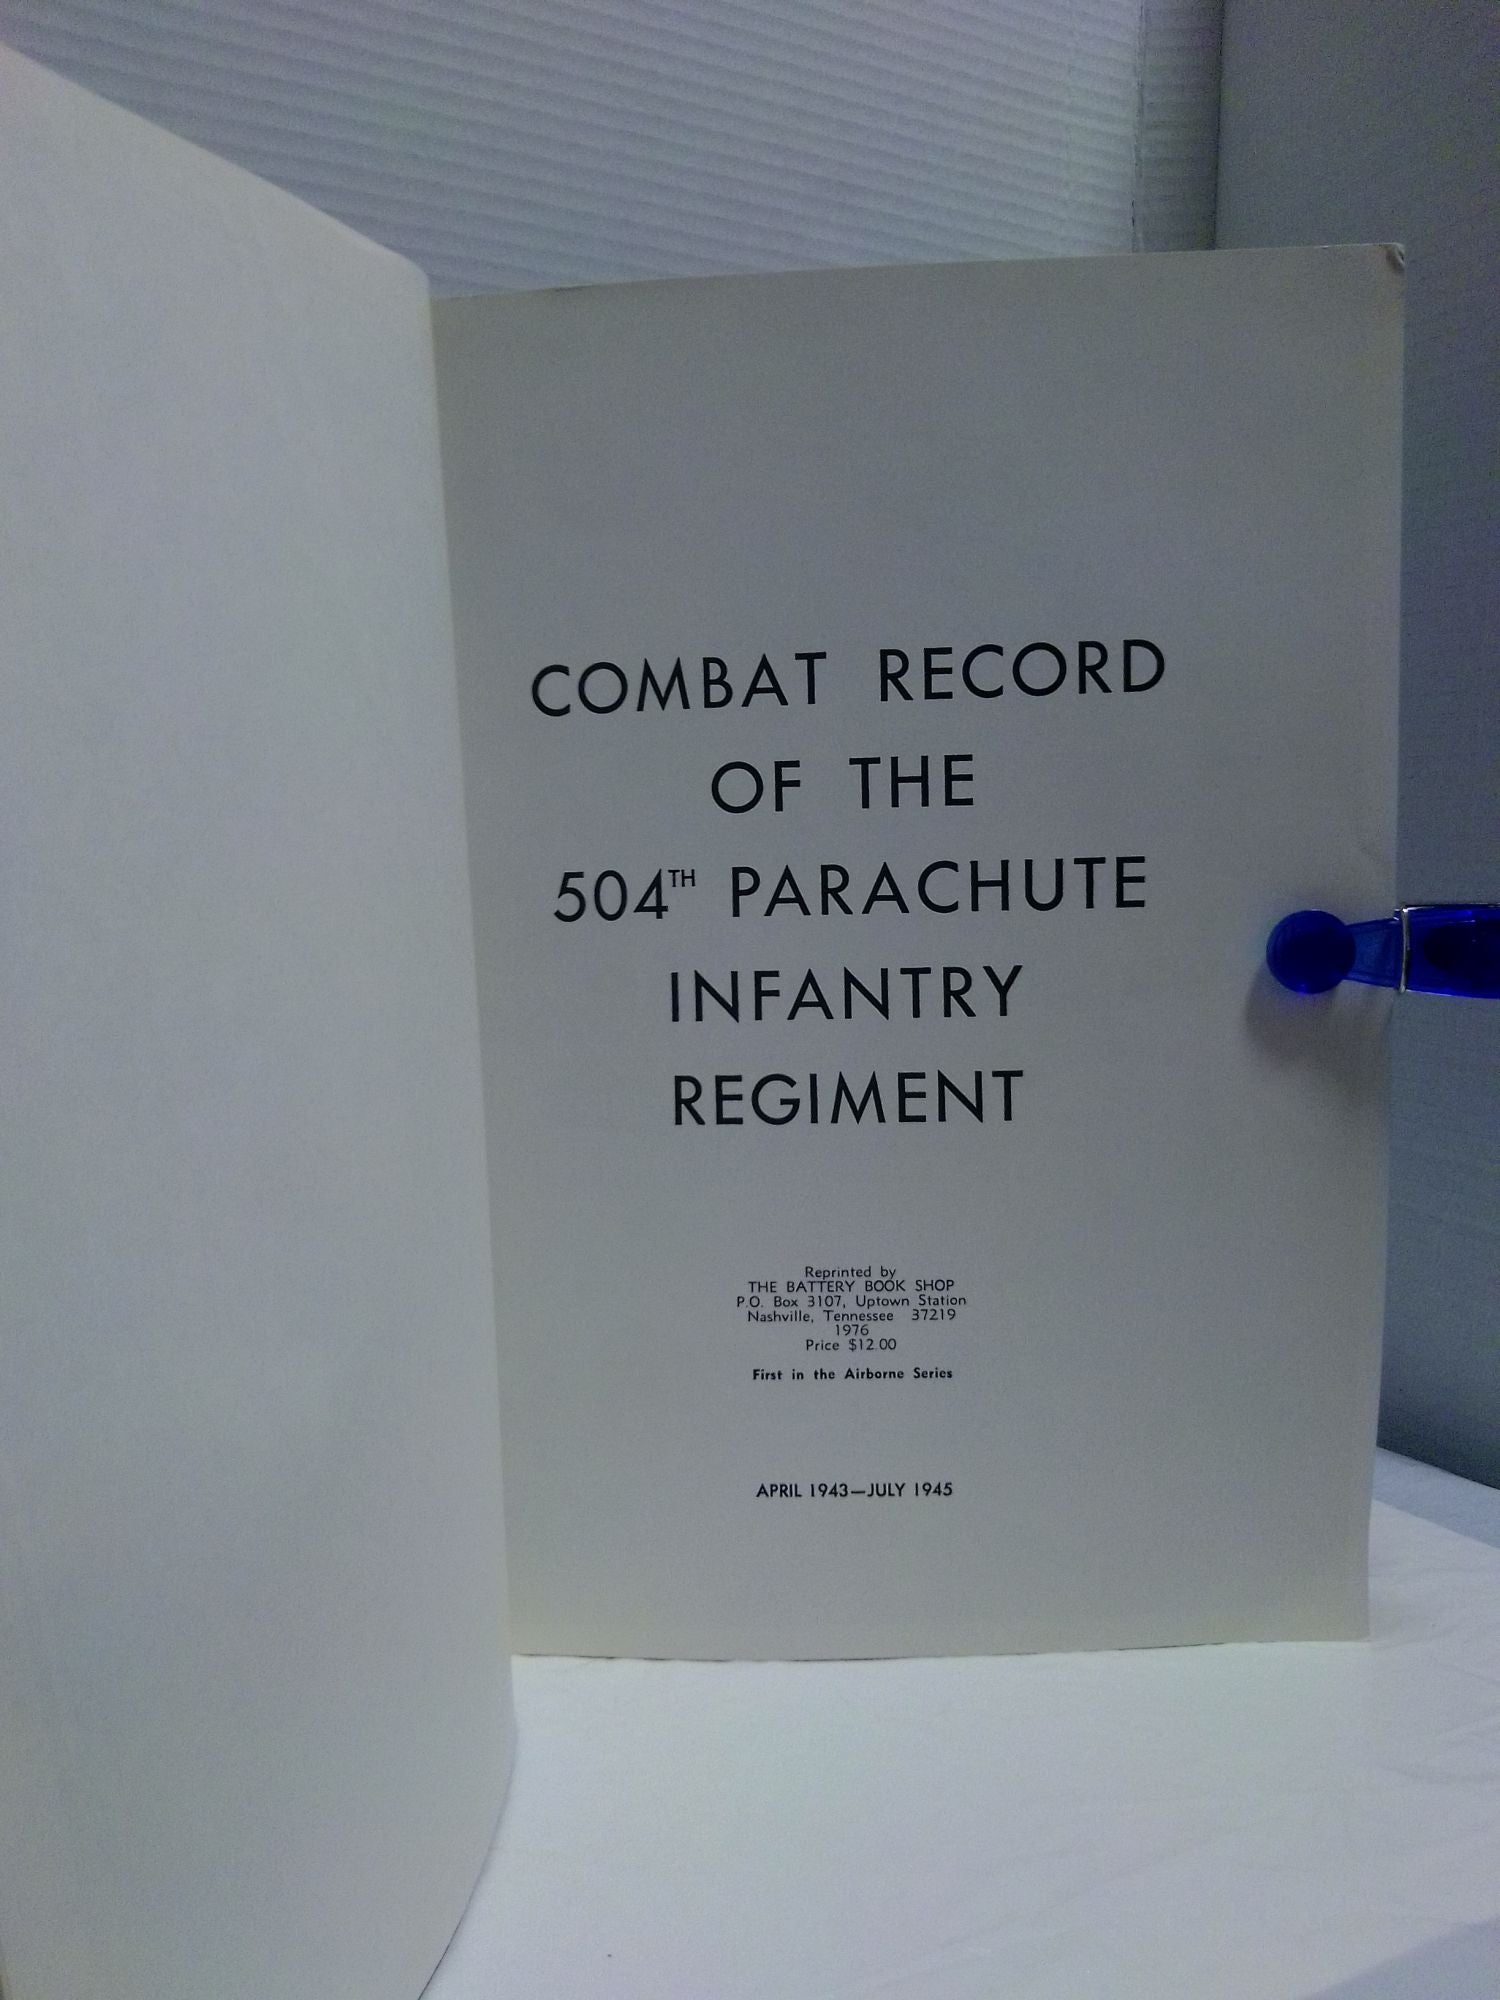 COMBAT RECORD
OF THE
504TH PARACHUTE
INFANTRY
REGIMENT
Reprinted by
THE BATTERY BOOK SHOP
P.O. Box 3107, Uptown Station
Nashville, Tennessee 37219
1976
Price $12.00
First in the Airborne Series
APRIL 1943—JULY 1945